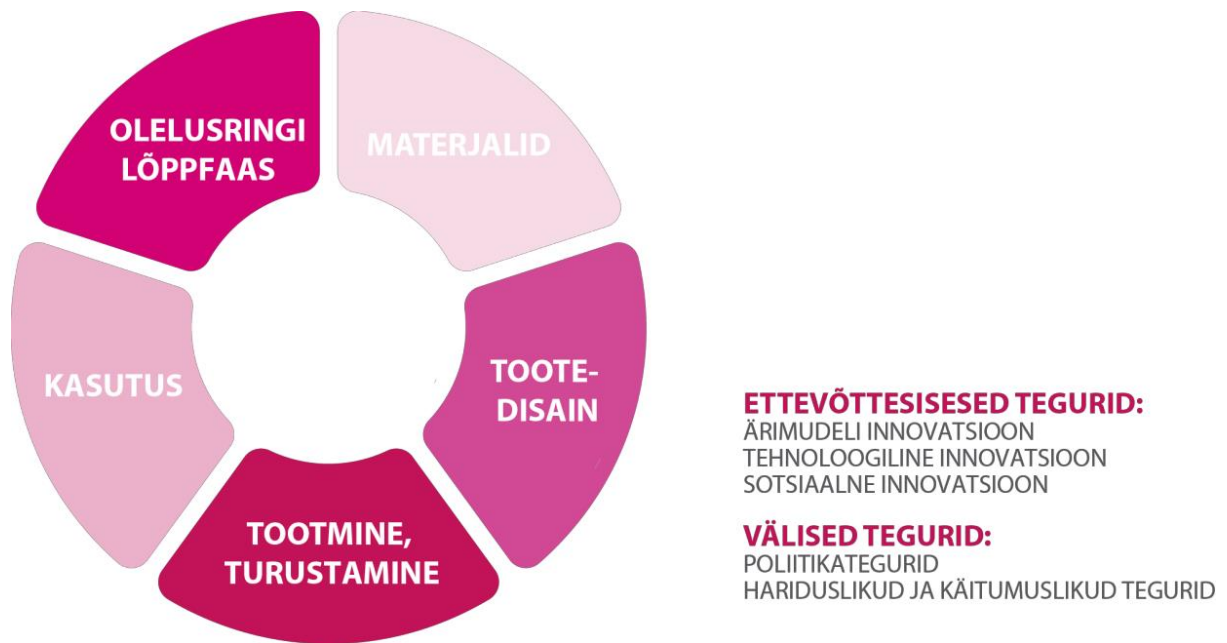 OLELUSRINGI
LÕPPFAAS
MATERJALID
TOOTE-
DISAIN
TOOTMINE,
TURUSTAMINE
KASUTUS
ETTEVÕTTESISESED TEGURID:
ÄRIMUDELI INNOVATSIOON
TEHNOLOOGILINE INNOVATSIOON
SOTSIAALNE INNOVATSIOON
VÄLISED TEGURID:
POLIITIKATEGURID
HARIDUSLIKUD JA KÄITUMUSLIKUD TEGURID